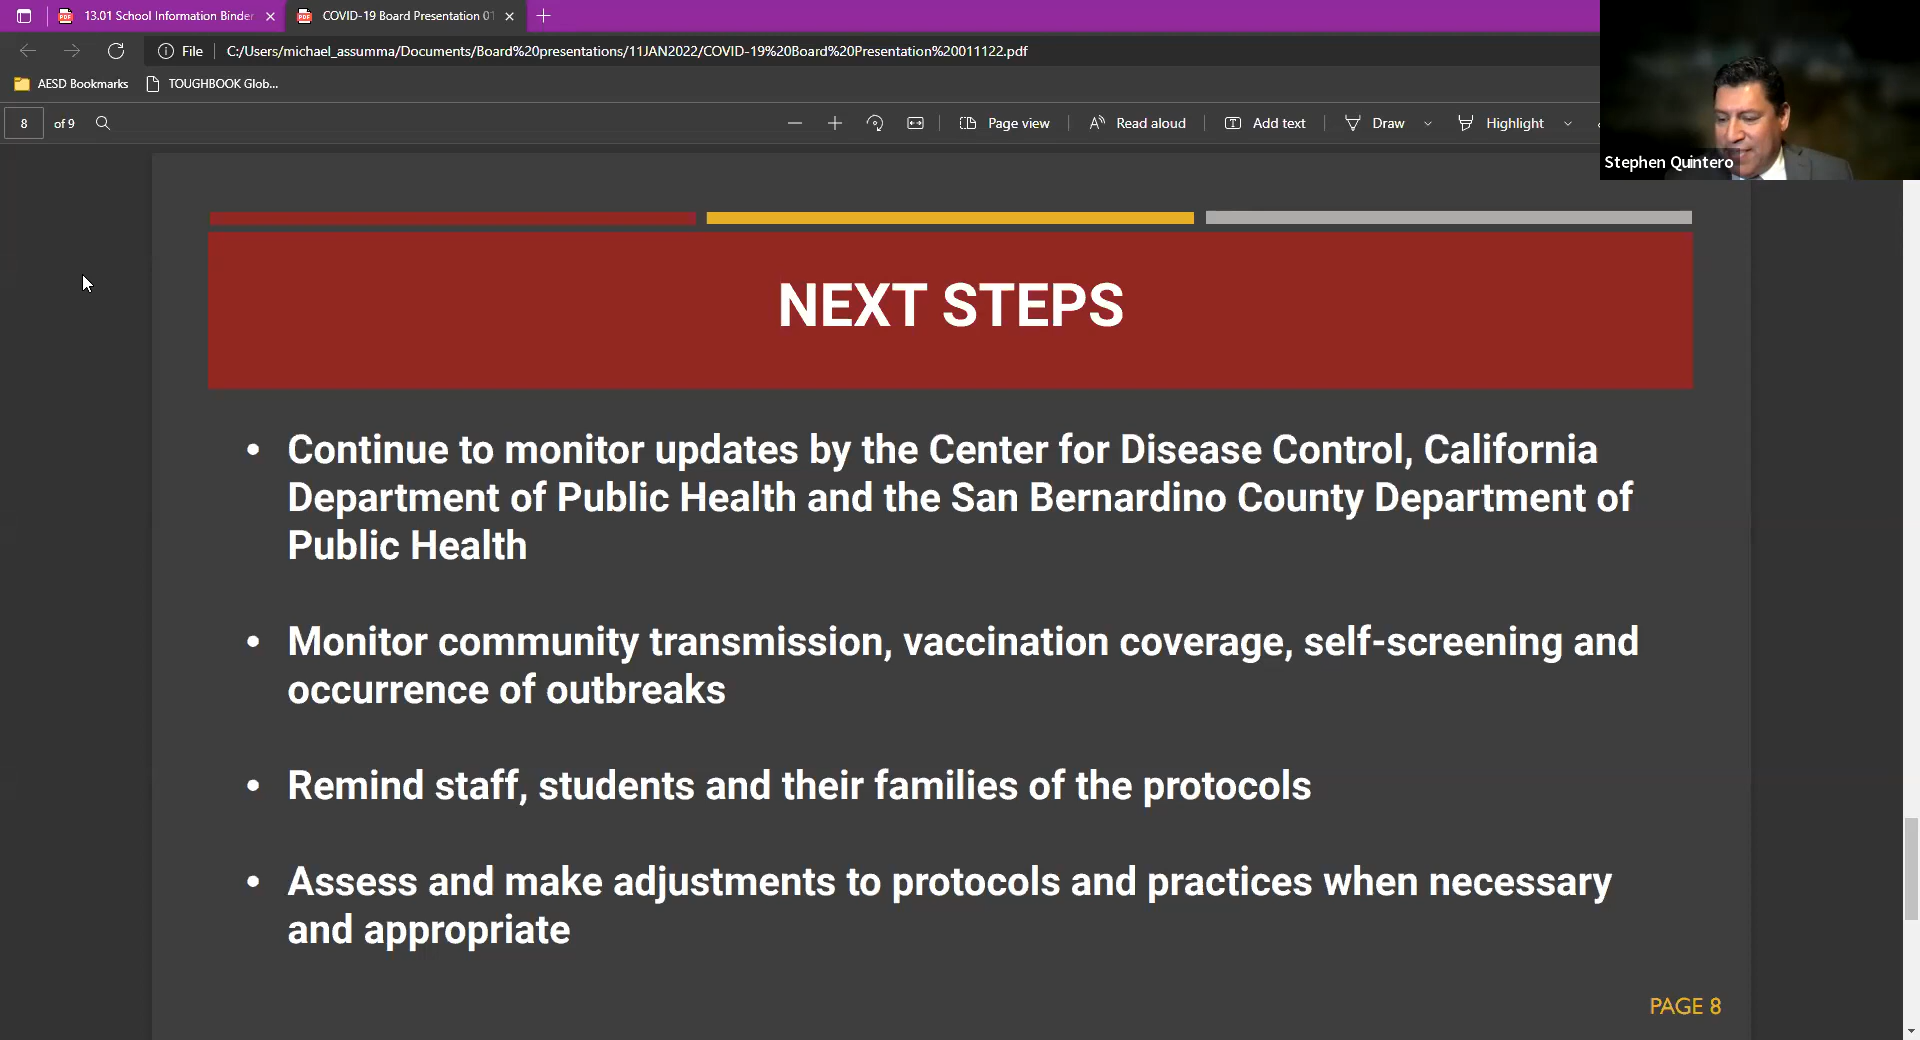 13.01 School Information Binder
COVID-19 Board Presentation 01
File
C:/Users/michael_assumma/Documents/Board%20presentations/11JAN2022/COVID-19%20Board%20Presentation%20011122.pdf
AESD Bookmarks
TOUGHBOOK Glob...
8 of 9
Page view
Read aloud
Add text
Draw
Highlight
Stephen Quintero
NEXT STEPS
• Continue to monitor updates by the Center for Disease Control, California
Department of Public Health and the San Bernardino County Department of
Public Health
• Monitor community transmission, vaccination coverage, self-screening and
occurrence of outbreaks
• Remind staff, students and their families of the protocols
• Assess and make adjustments to protocols and practices when necessary
and appropriate
PAGE 8